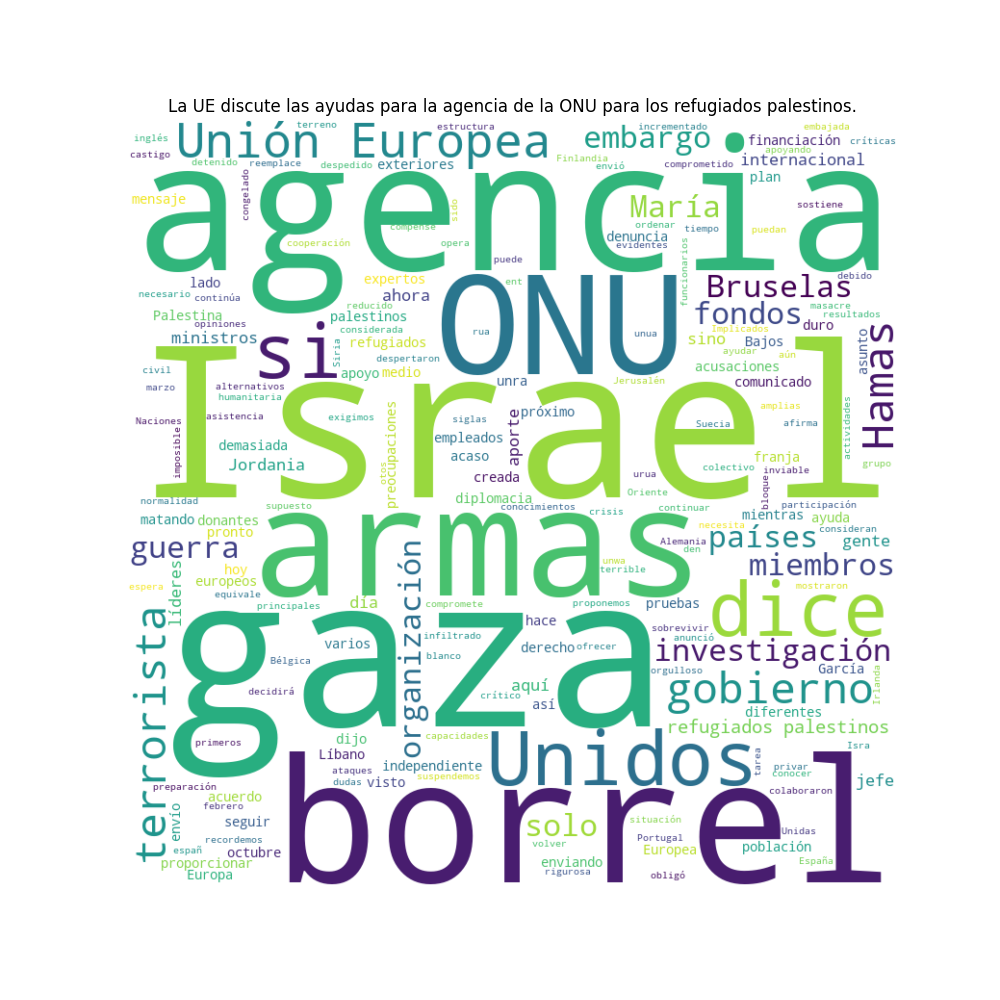 La UE discute las ayudas para la agencia de la ONU para los refugiados palestinos.
inglés
terreno
estructura
incrementado
embajada
Unión Europea
embargo
financiación
críticas
castigo
detenido
reemplace
despedido
exteriores
Finlandia
envió
comprometido
apoyando
internacional
plan
agencia
mensaje
congelado
sido
María
sostiene
cooperación
compense
opera
ordenar
tiempo
puedan
denuncia
evidentes
puede
funcionarios
lado
expertos
ent
ONU
Bruselas
debido
necesario
continúa
ahora
reducido
fondos
masacre
Palestina
opiniones
palestinos
resultados
ministros
si
considerada
refugiados
rua
unua
sino
Implicados
Bajos
duro
Siria
despertaron
ayudar
aún
asunto
Hamas
civil
apoyo
medio
acusaciones
marzo
alternativos
unra
Jerusalén
comunicado
humanitaria
Israel
Naciones
asistencia
exigimos
preocupaciones
siglas
próximo
aporte
Suecia
amplias
afirma
actividades
imposible
demasiada
empleados
acaso
franja
Jordania
otos
creada
urua
colectivo
inviable
grupo
normalidad
supuesto
diplomacia
Oriente
bloque
conocimientos
crisis
continuar
participación
matando
donantes
pronto
armas
necesita
mientras
ayuda
consideran
guerra
Alemania
den
países
gente
hoy
unwa
terrible
miembros
espera
europeos
equivale
líderes
organización
mostraron
principales
día
compromete
proponemos
pruebas
dice
gaza
hace
sobrevivir
anunció
terrorista
varios
infiltrado
derecho
ofrecer
investigación
Bélgica
blanco
orgulloso
García
Irlanda
decidirá
crítico
aquí
gobierno
así
diferentes
refugiados palestinos
primeros
dijo
capacidades
Unidos
Isra
Líbano
independiente
tarea
privar
conocer
ataques
dudas
visto
suspendemos
jefe
preparación
colaboraron
acuerdo
borrel
febrero
envío
seguir
solo
situación
Unidas
recordemos
volver
Portugal
población
españ
octubre
Europea
proporcionar
enviando
España
Europa
rigurosa
obligó